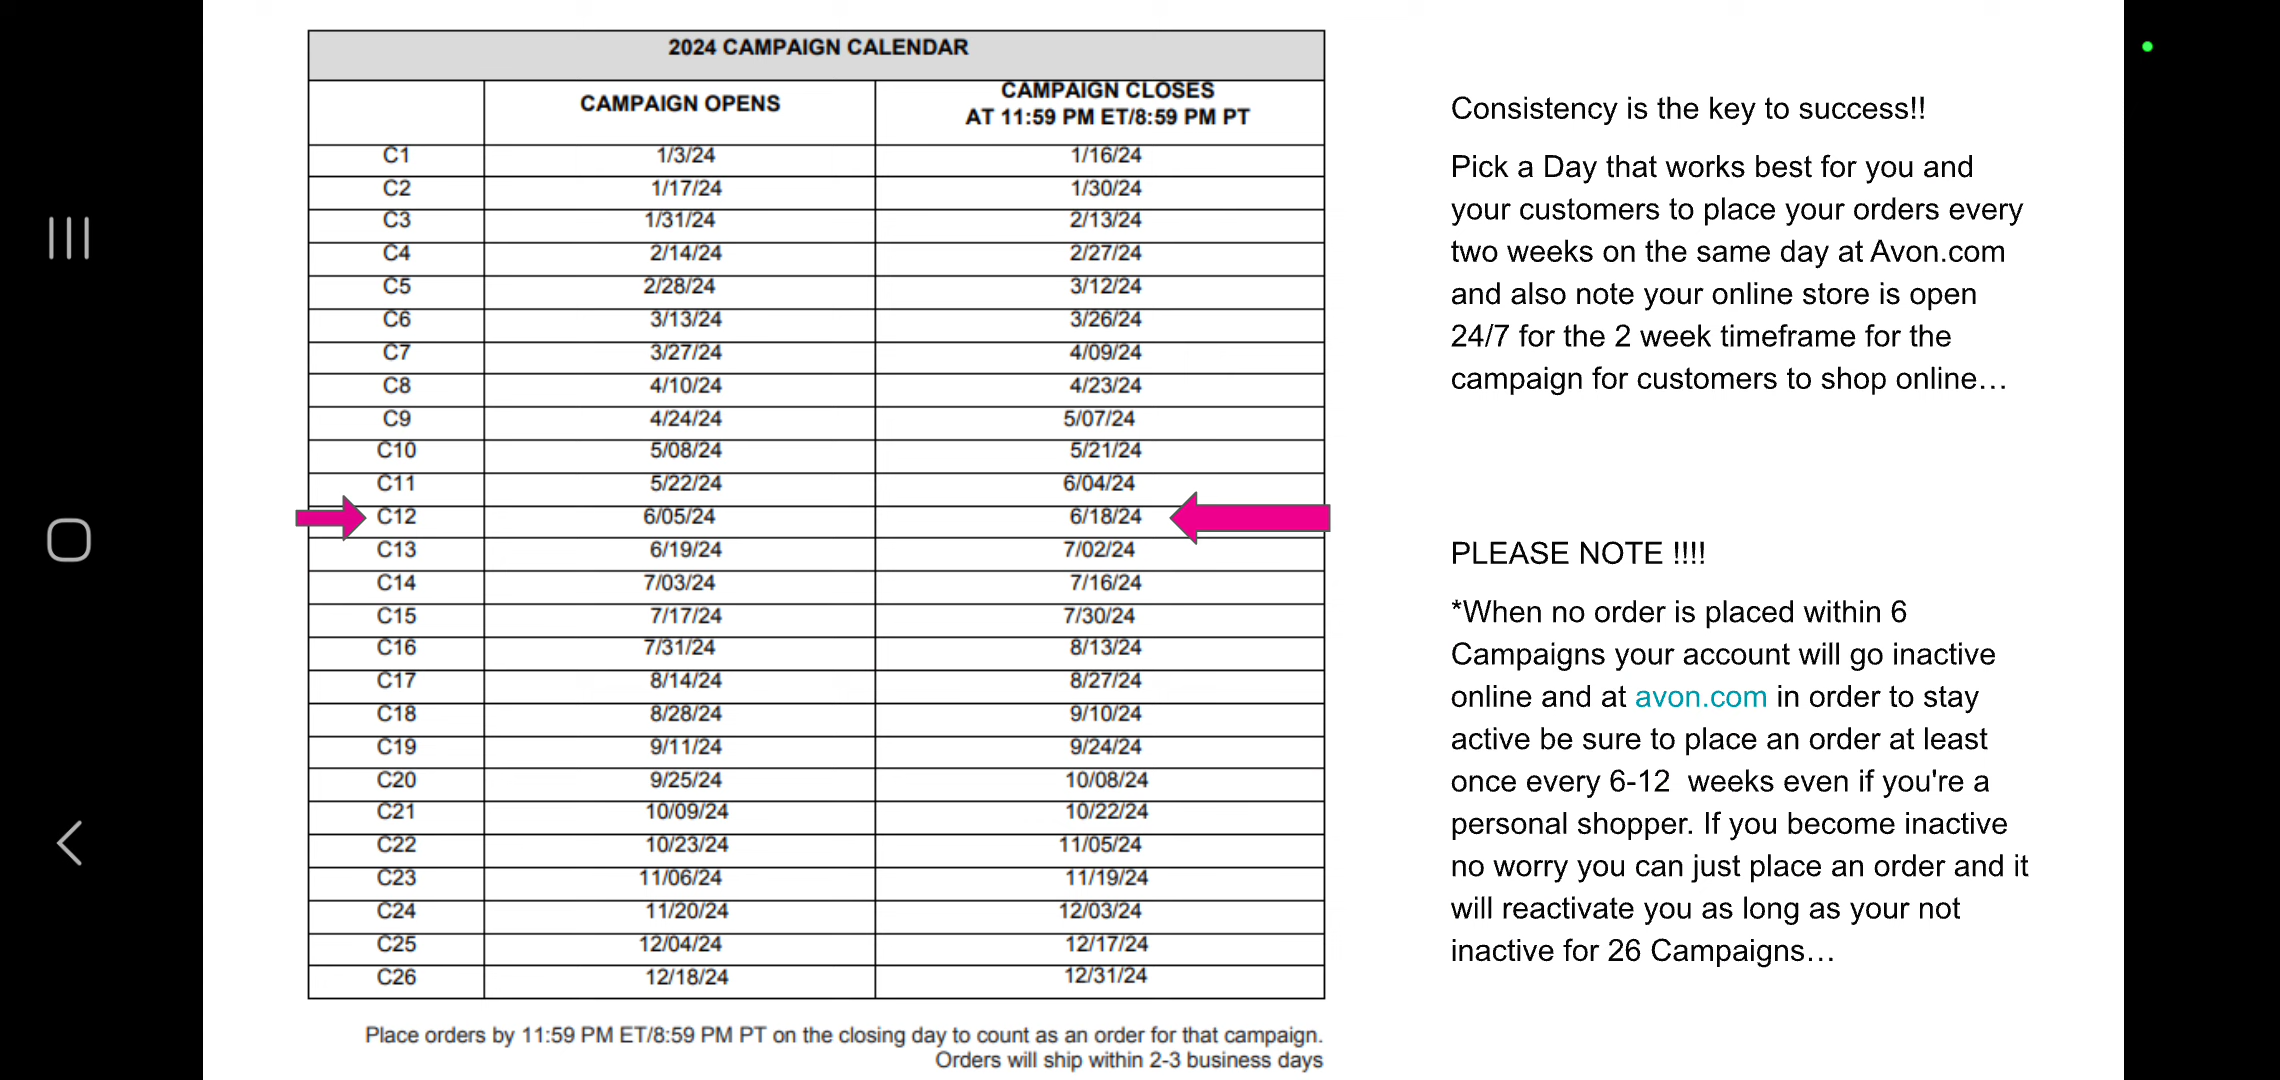 2024 CAMPAIGN CALENDAR
CAMPAIGN OPENS
CAMPAIGN CLOSES
AT 11:59 PM ET/8:59 PM PT
C1 1/3/24 1/16/24
C2 1/17/24 1/30/24
C3 1/31/24 2/13/24
C4 2/14/24 2/27/24
C5 2/28/24 3/12/24
C6 3/13/24 3/26/24
C7 3/27/24 4/09/24
C8 4/10/24 4/23/24
C9 4/24/24 5/07/24
C10 5/08/24 5/21/24
C11 5/22/24 6/04/24
C12 6/05/24 6/18/24
C13 6/19/24 7/02/24
C14 7/03/24 7/16/24
C15 7/17/24 7/30/24
C16 7/31/24 8/13/24
C17 8/14/24 8/27/24
C18 8/28/24 9/10/24
C19 9/11/24 9/24/24
C20 9/25/24 10/08/24
C21 10/09/24 10/22/24
C22 10/23/24 11/05/24
C23 11/06/24 11/19/24
C24 11/20/24 12/03/24
C25 12/04/24 12/17/24
C26 12/18/24 12/31/24
Place orders by 11:59 PM ET/8:59 PM PT on the closing day to count as an order for that campaign.
Orders will ship within 2-3 business days
Consistency is the key to success!!
Pick a Day that works best for you and
your customers to place your orders every
two weeks on the same day at Avon.com
and also note your online store is open
24/7 for the 2 week timeframe for the
campaign for customers to shop online…
PLEASE NOTE !!!!
*When no order is placed within 6
Campaigns your account will go inactive
online and at avon.com in order to stay
active be sure to place an order at least
once every 6-12 weeks even if you're a
personal shopper. If you become inactive
no worry you can just place an order and it
will reactivate you as long as your not
inactive for 26 Campaigns…